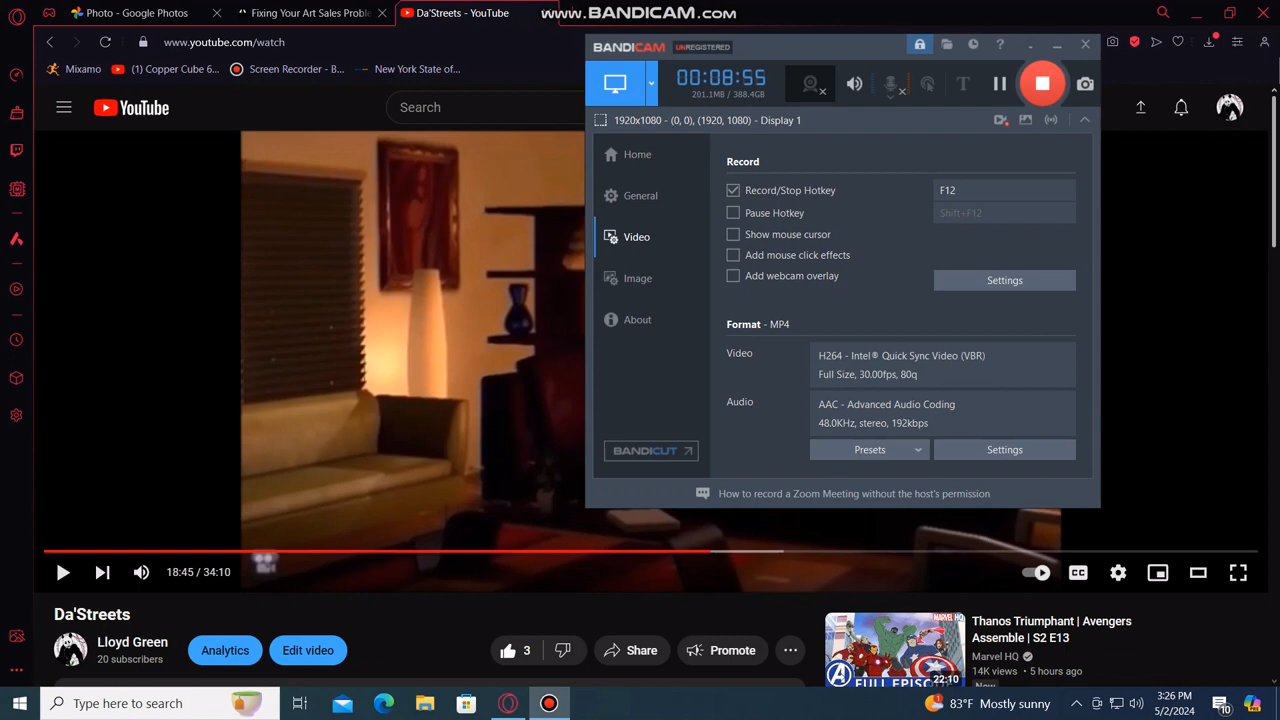 www.BANDICAM.com
Photo - Google Photos
Fixing Your Art Sales Probl
Da'Streets - YouTube
www.youtube.com/watch
Mixamo
(1) Copper Cube 6...
Screen Recorder - B...
New York State of...
YouTube
Search
BANDICAM
UNREGISTERED
00:08:55
201.1MB / 388.4GB
1920x1080 - (0, 0), (1920, 1080) - Display 1
Home
General
Video
Image
About
BANDICUT
Record
Record/Stop Hotkey
F12
Pause Hotkey
Shift+F12
Show mouse cursor
Add mouse click effects
Add webcam overlay
Settings
Format - MP4
Video
H264 - Intel® Quick Sync Video (VBR)
Full Size, 30.00fps, 80q
Audio
AAC - Advanced Audio Coding
48.0KHz, stereo, 192kbps
Presets
Settings
How to record a Zoom Meeting without the host's permission
18:45 / 34:10
CC
Da'Streets
Lloyd Green
20 subscribers
Analytics
Edit video
3
Share
Promote
FULL EPISODE
22:10
Thanos Triumphant | Avengers
Assemble | S2 E13
Marvel HQ
14K views • 5 hours ago
New
Type here to search
83°F Mostly sunny
3:26 PM
5/2/2024
10